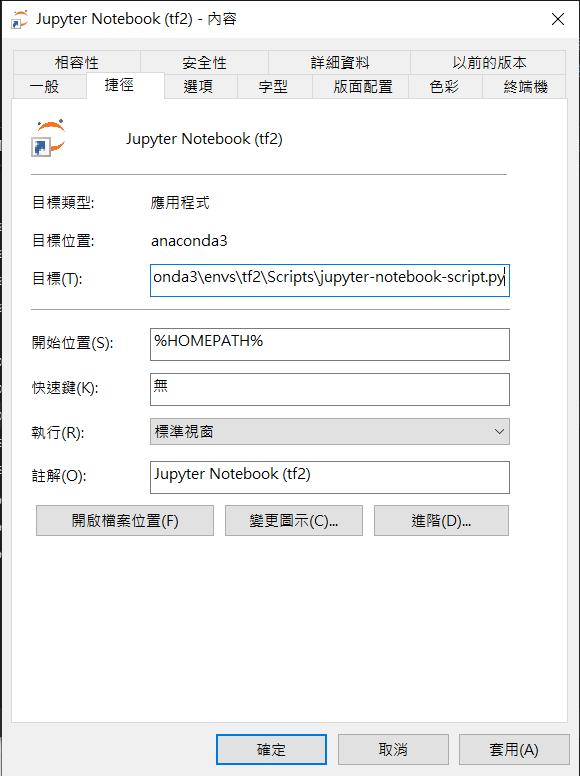 Jupyter Notebook (tf2) - 內容
相容性 安全性 詳細資料 以前的版本
一般 捷徑 選項 字型 版面配置 色彩 終端機
Jupyter Notebook (tf2)
目標類型: 應用程式
目標位置: anaconda3
目標(T): onda3\envs\tf2\Scripts\jupyter-notebook-script.py
開始位置(S): %HOMEPATH%
快速鍵(K): 無
執行(R): 標準視窗
註解(O): Jupyter Notebook (tf2)
開啟檔案位置(F) 變更圖示(C)... 進階(D)...
確定 取消 套用(A)